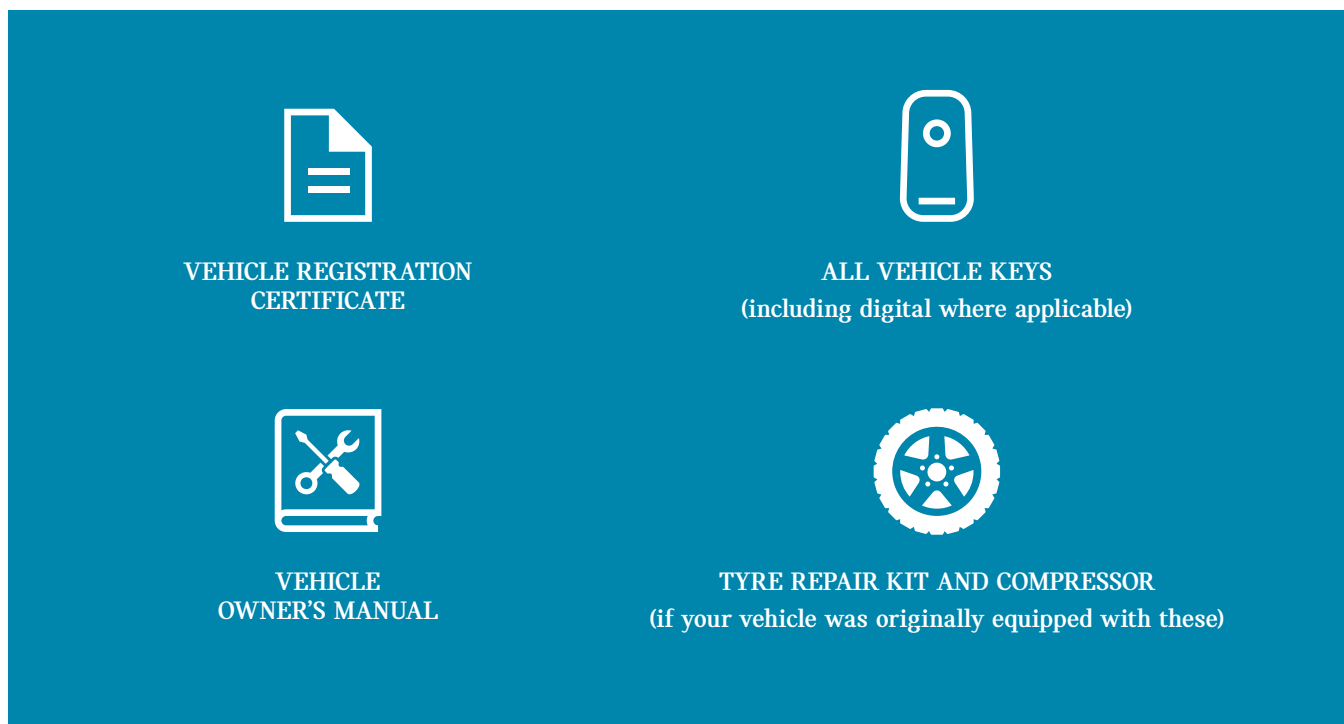 VEHICLE REGISTRATION
CERTIFICATE
ALL VEHICLE KEYS
(including digital where applicable)
VEHICLE
OWNER’S MANUAL
TYRE REPAIR KIT AND COMPRESSOR
(if your vehicle was originally equipped with these)